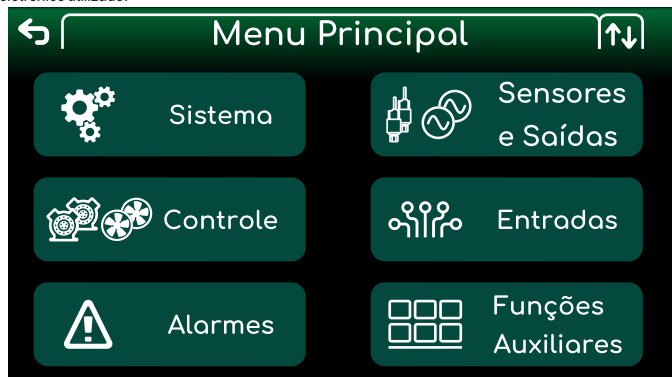 Menu Principal
Sistema
Sensores
e Saídas
Controle
Entradas
Alarmes
Funções
Auxiliares